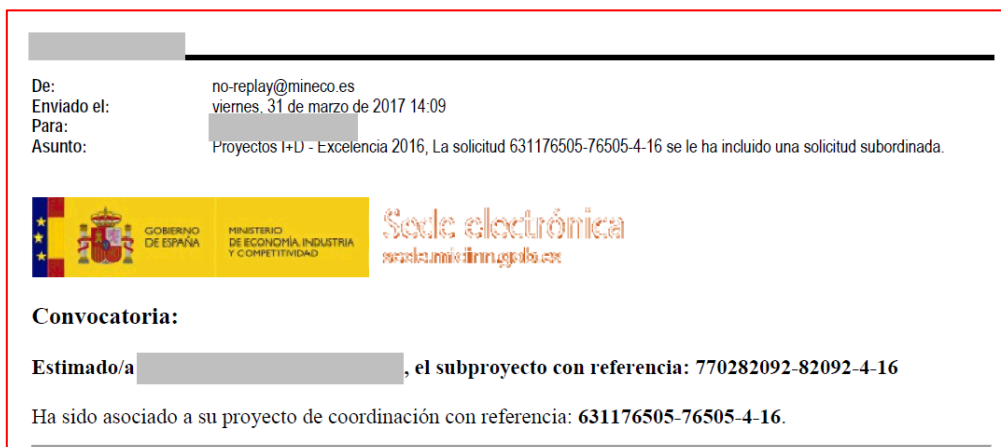 De: no-replay@mineco.es
Enviado el: viernes, 31 de marzo de 2017 14:09
Para:
Asunto: Proyectos I+D - Excelencia 2016, La solicitud 631176505-76505-4-16 se le ha incluido una solicitud subordinada.
GOBIERNO
DE ESPAÑA
MINISTERIO
DE ECONOMÍA, INDUSTRIA
Y COMPETITIVIDAD
Sede electrónica
Convocatoria:
Estimado/a , el subproyecto con referencia: 770282092-82092-4-16
Ha sido asociado a su proyecto de coordinación con referencia: 631176505-76505-4-16.